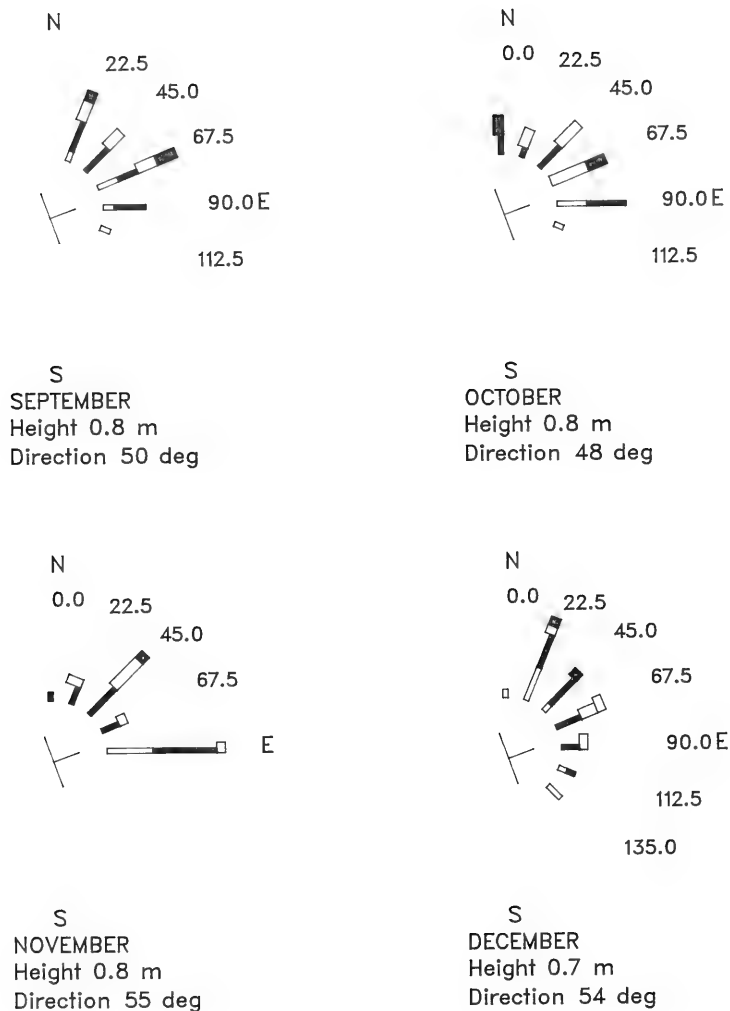 N
22.5
45.0
67.5
90.0 E
112.5
S
SEPTEMBER
Height 0.8 m
Direction 50 deg
N
0.0 22.5
45.0
67.5
90.0 E
112.5
S
OCTOBER
Height 0.8 m
Direction 48 deg
N
0.0 22.5
45.0
67.5
E
S
NOVEMBER
Height 0.8 m
Direction 55 deg
N
0.0 22.5
45.0
67.5
90.0 E
112.5
135.0
S
DECEMBER
Height 0.7 m
Direction 54 deg